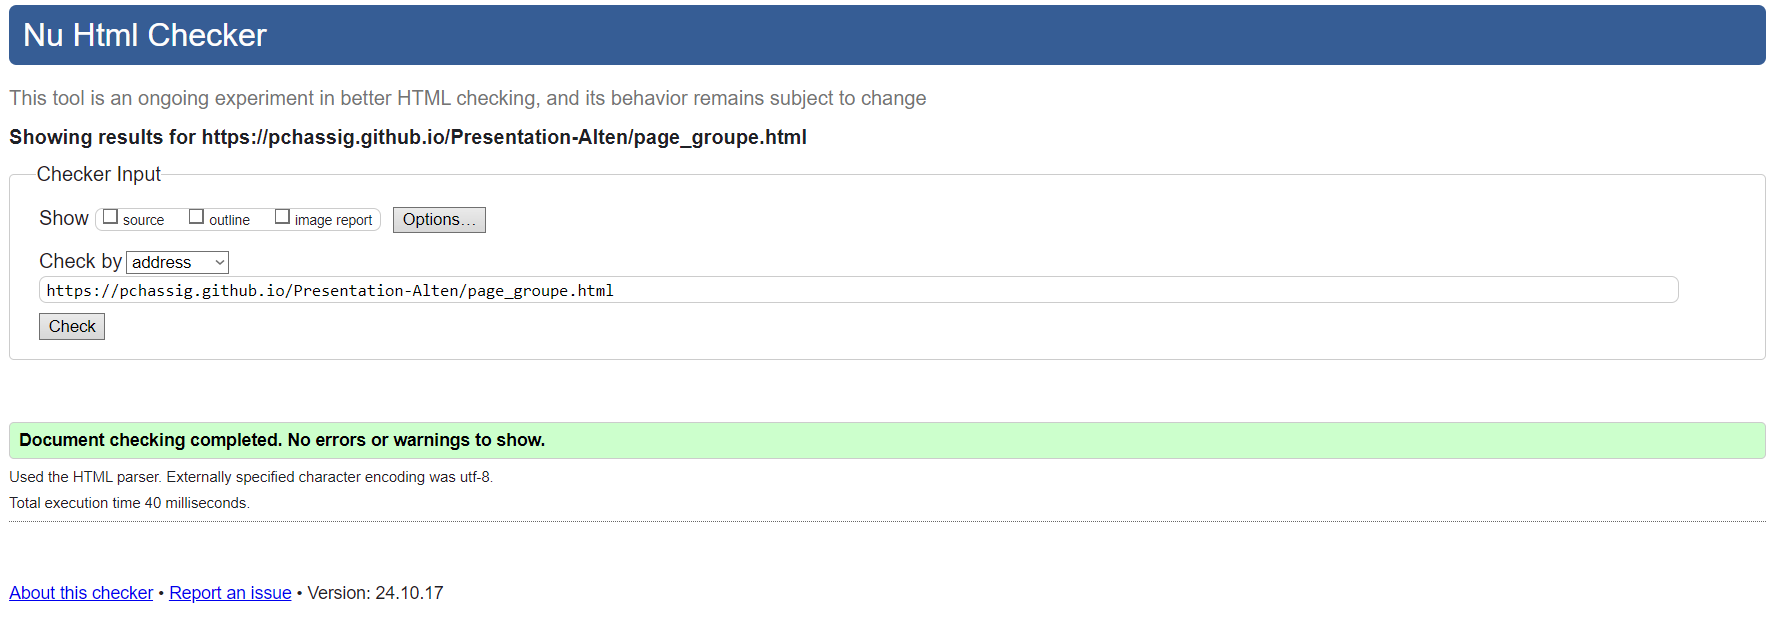 Nu Html Checker
This tool is an ongoing experiment in better HTML checking, and its behavior remains subject to change
Showing results for https://pchassig.github.io/Presentation-Alten/page_groupe.html
Checker Input
Show source outline image report Options...
Check by address
https://pchassig.github.io/Presentation-Alten/page_groupe.html
Check
Document checking completed. No errors or warnings to show.
Used the HTML parser. Externally specified character encoding was utf-8.
Total execution time 40 milliseconds.
About this checker • Report an issue • Version: 24.10.17